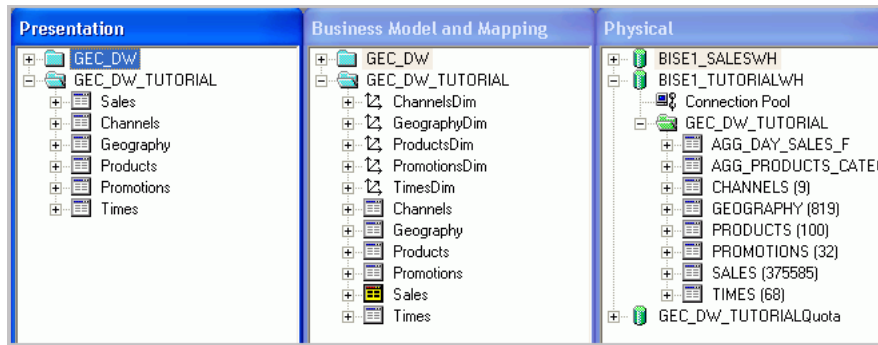 Presentation
GEC_DW
GEC_DW_TUTORIAL
Sales
Channels
Geography
Products
Promotions
Times
Business Model and Mapping
GEC_DW
GEC_DW_TUTORIAL
ChannelsDim
GeographyDim
ProductsDim
PromotionsDim
TimesDim
Channels
Geography
Products
Promotions
Sales
Times
Physical
BISE1_SALESWH
BISE1_TUTORIALWH
Connection Pool
GEC_DW_TUTORIAL
AGG_DAY_SALES_F
AGG_PRODUCTS_CATE
CHANNELS (9)
GEOGRAPHY (819)
PRODUCTS (100)
PROMOTIONS (32)
SALES (375585)
TIMES (68)
GEC_DW_TUTORIALQuota